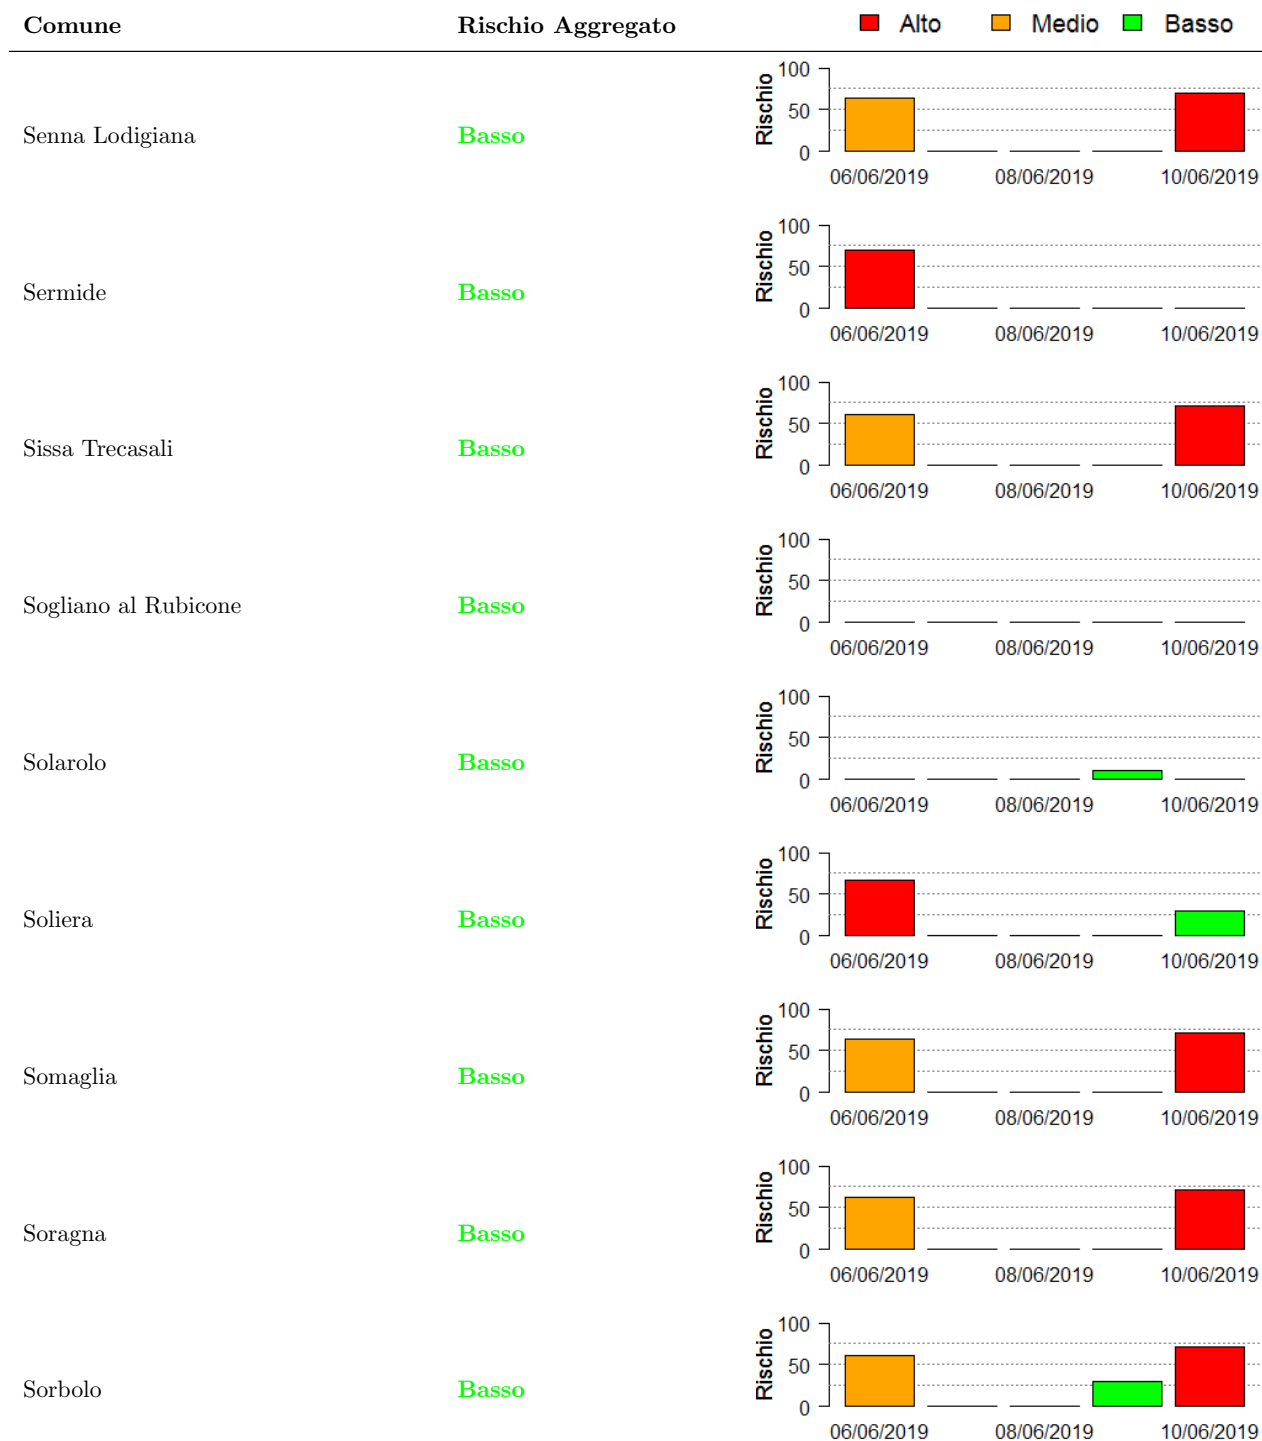 Comune Rischio Aggregato Alto Medio Basso
100
50
0
Rischio
Senna Lodigiana Basso
06/06/2019 08/06/2019 10/06/2019
100
50
0
Rischio
Sermide Basso
06/06/2019 08/06/2019 10/06/2019
100
50
0
Rischio
Sissa Trecasali Basso
06/06/2019 08/06/2019 10/06/2019
100
50
0
Rischio
Sogliano al Rubicone Basso
06/06/2019 08/06/2019 10/06/2019
100
50
0
Rischio
Solarolo Basso
06/06/2019 08/06/2019 10/06/2019
100
50
0
Rischio
Soliera Basso
06/06/2019 08/06/2019 10/06/2019
100
50
0
Rischio
Somaglia Basso
06/06/2019 08/06/2019 10/06/2019
100
50
0
Rischio
Soragna Basso
06/06/2019 08/06/2019 10/06/2019
100
50
0
Rischio
Sorbolo Basso
06/06/2019 08/06/2019 10/06/2019